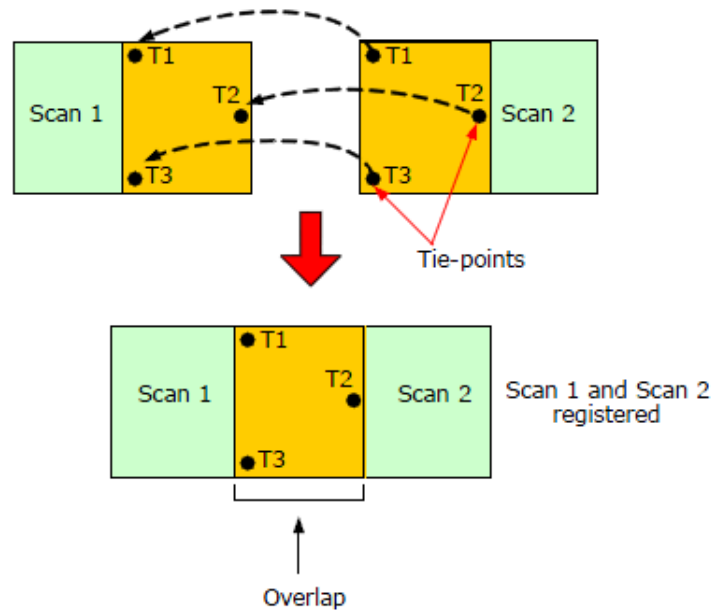 T1
T1
Scan 1
T2
T2
Scan 2
T3
T3
Tie-points
T1
T2
Scan 1
Scan 2
Scan 1 and Scan 2
registered
T3
Overlap